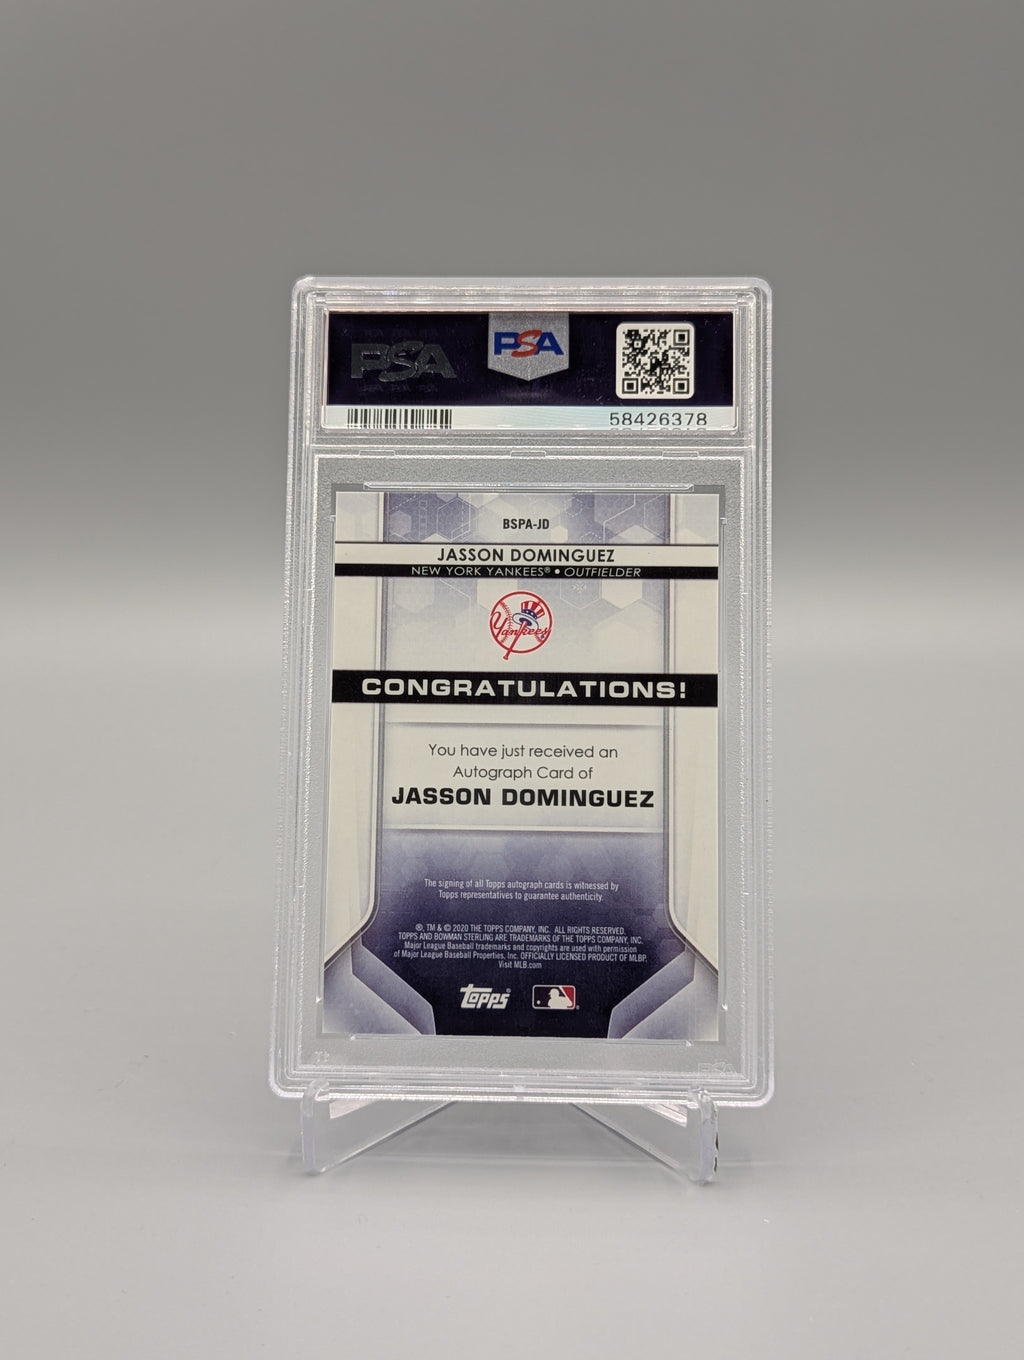 PSA
PSA
58426378
BSPA-JD
JASSON DOMINGUEZ
NEW YORK YANKEES® • OUTFIELDER
Yankees
CONGRATULATIONS!
You have just received an
Autograph Card of
JASSON DOMINGUEZ
The signing of all Topps autograph cards is witnessed by
Topps representatives to guarantee authenticity.
®, TM & © 2020 THE TOPPS COMPANY, INC. ALL RIGHTS RESERVED.
TOPPS AND BOWMAN STERLING ARE TRADEMARKS OF THE TOPPS COMPANY, INC.
Major League Baseball trademarks and copyrights are used with permission
of Major League Baseball Properties, Inc. OFFICIALLY LICENSED PRODUCT OF MLBP.
Visit MLB.com
topps®
PSA